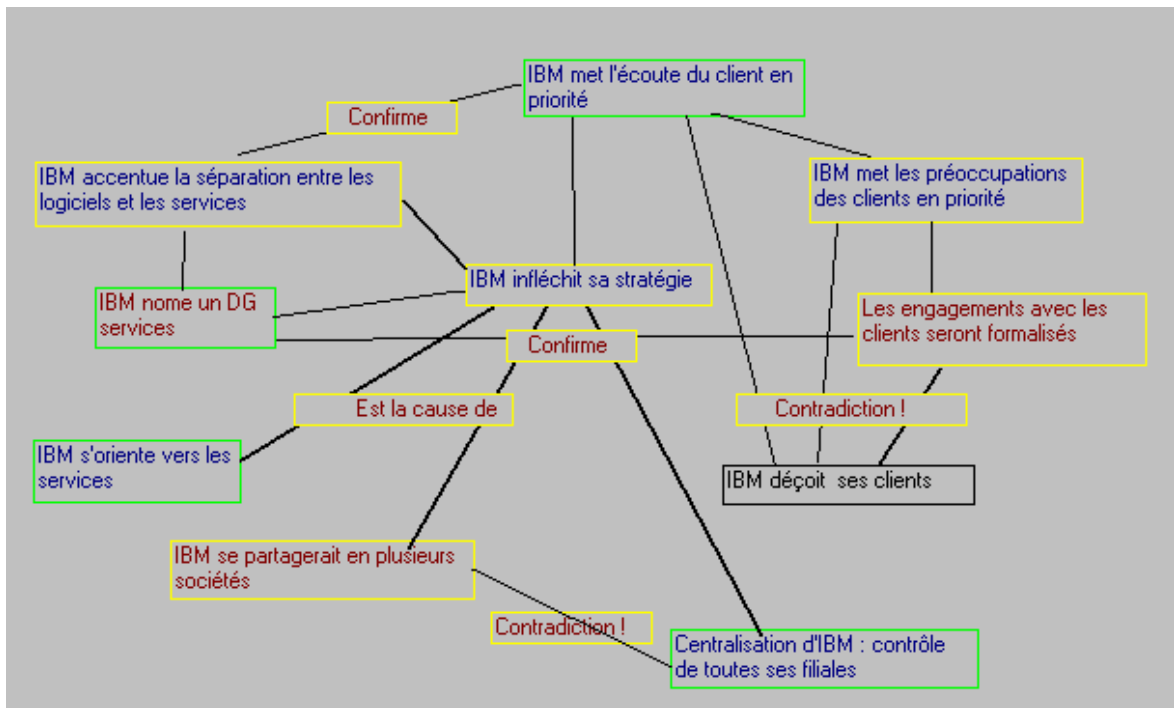 IBM met l'écoute du client en
priorité
Confirme
IBM accentue la séparation entre les
logiciels et les services
IBM met les préoccupations
des clients en priorité
IBM infléchit sa stratégie
IBM nome un DG
services
Les engagements avec les
clients seront formalisés
Confirme
Est la cause de
Contradiction !
IBM s'oriente vers les
services
IBM déçoit ses clients
IBM se partagerait en plusieurs
sociétés
Contradiction !
Centralisation d'IBM : contrôle
de toutes ses filiales